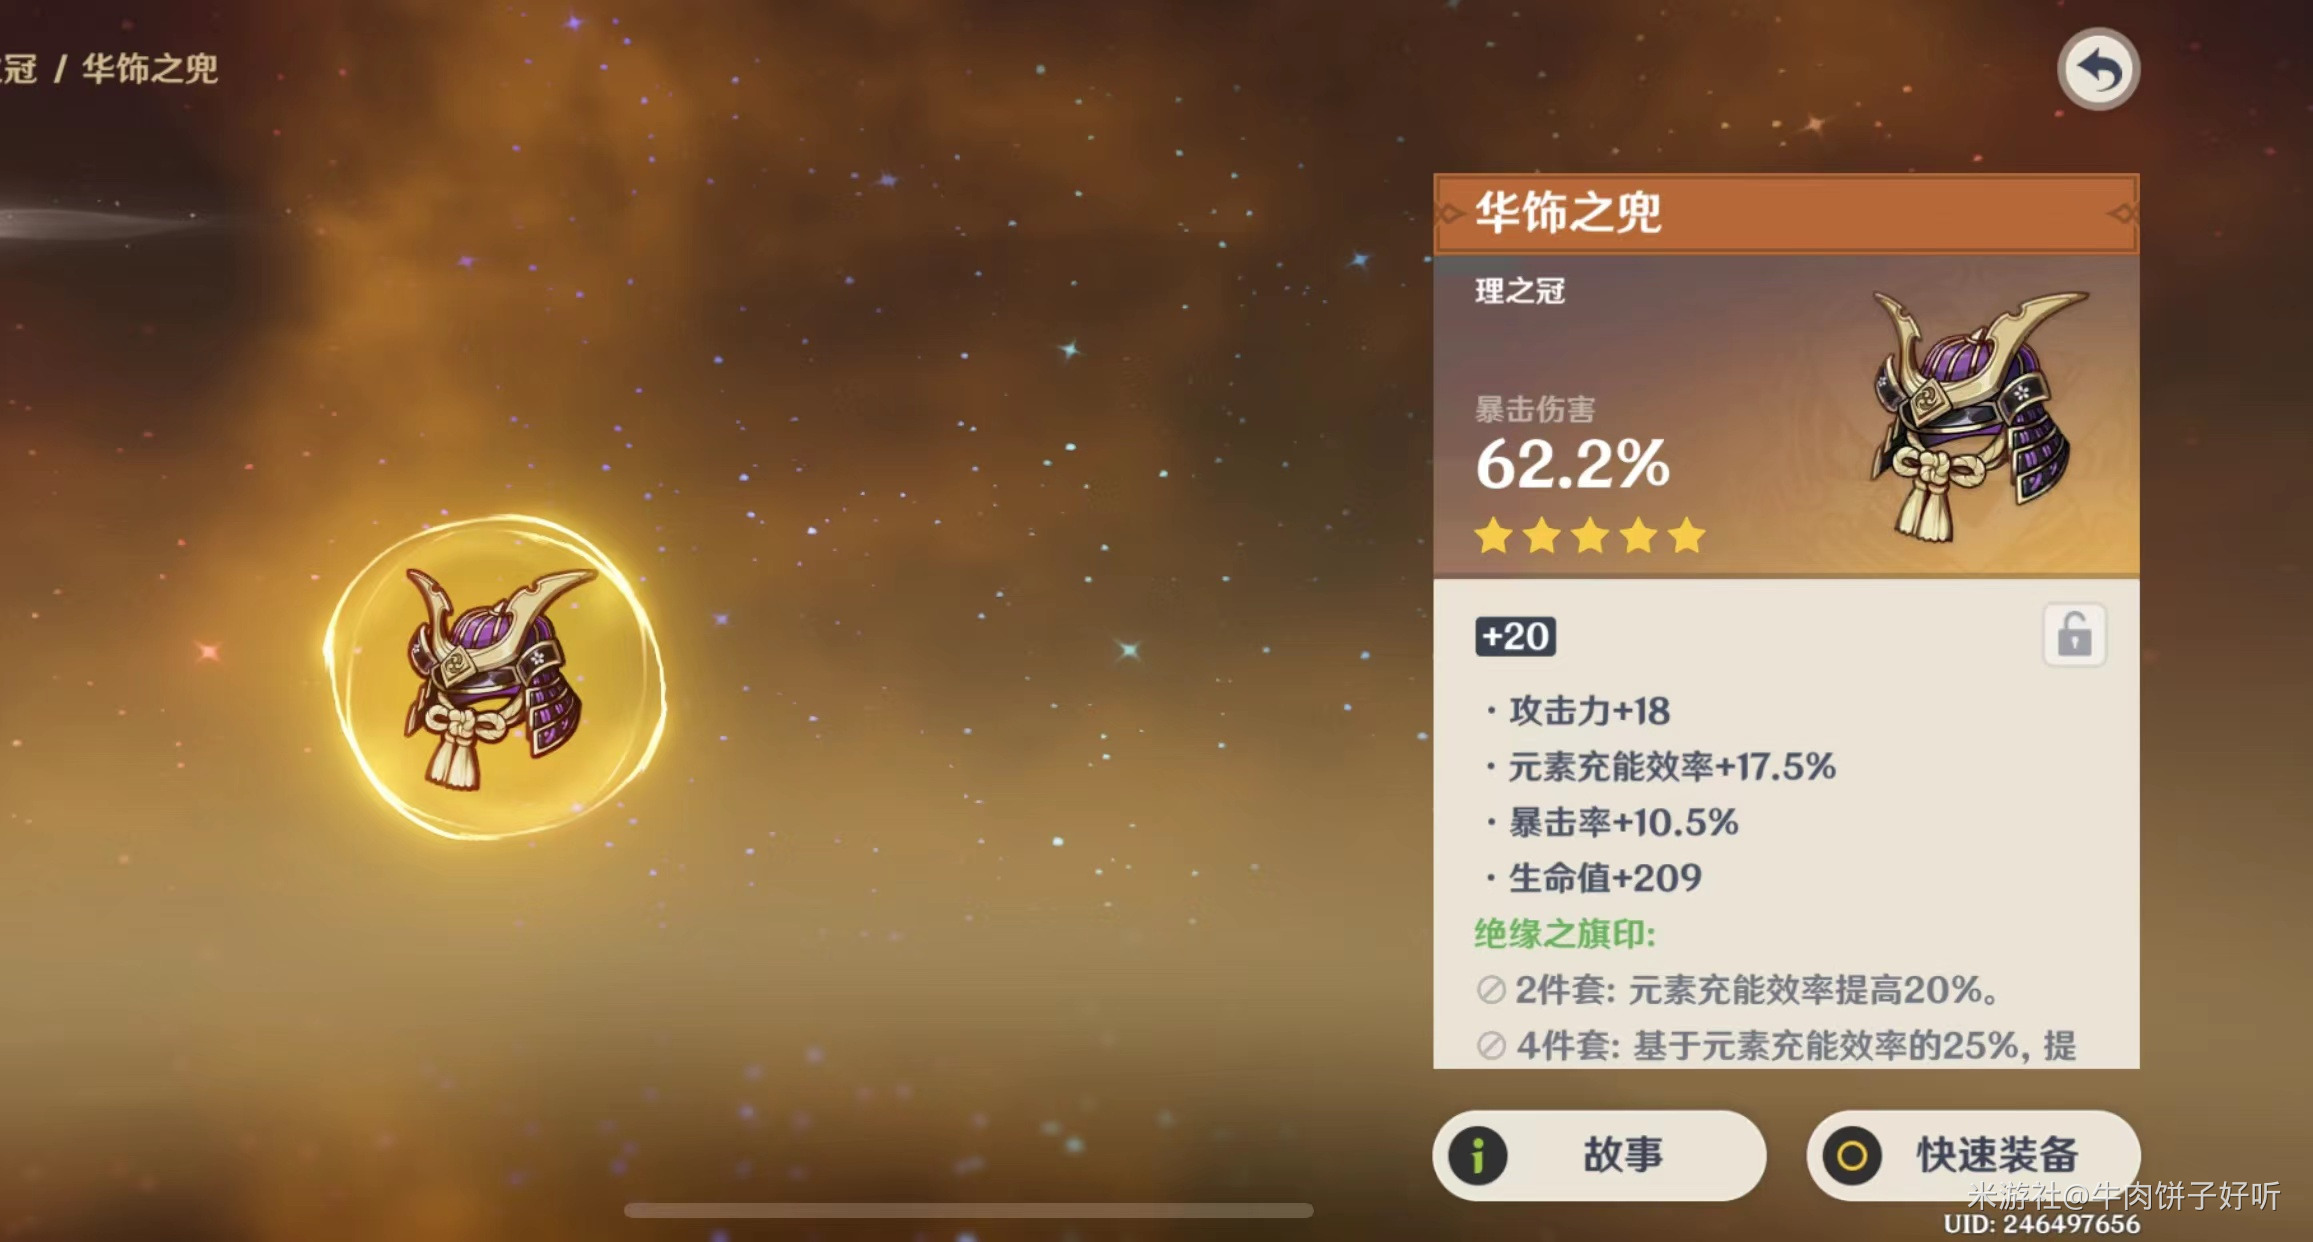 冠 / 华饰之兜
华饰之兜
理之冠
暴击伤害
62.2%
+20
· 攻击力+18
· 元素充能效率+17.5%
· 暴击率+10.5%
· 生命值+209
绝缘之旗印:
2件套: 元素充能效率提高20%。
4件套: 基于元素充能效率的25%, 提
故事
快速装备
米游社@牛肉饼子好听
UID: 246497656